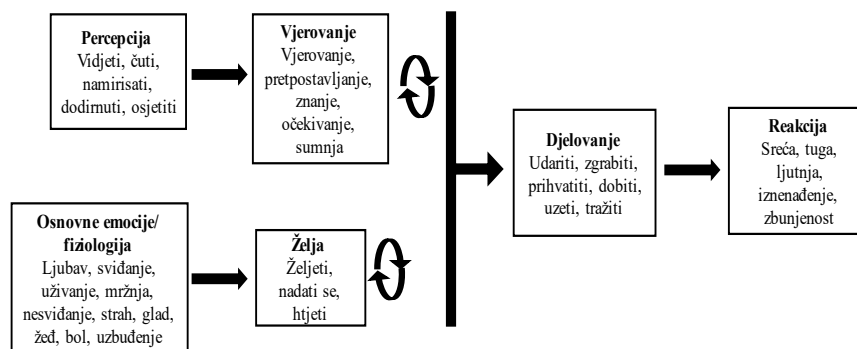 Percepcija
Vidjeti, čuti,
namirisati,
dodirnuti, osjetiti
Vjerovanje
Vjerovanje,
pretpostavljanje,
znanje,
očekivanje,
sumnja
Osnovne emocije/
fiziologija
Ljubav, sviđanje,
uživanje, mržnja,
nesviđanje, strah, glad,
žeđ, bol, uzbuđenje
Želja
Željeti,
nadati se,
htjeti
Djelovanje
Udariti, zgrabiti,
prihvatiti, dobiti,
uzeti, tražiti
Reakcija
Sreća, tuga,
ljutnja,
iznenađenje,
zbunjenost